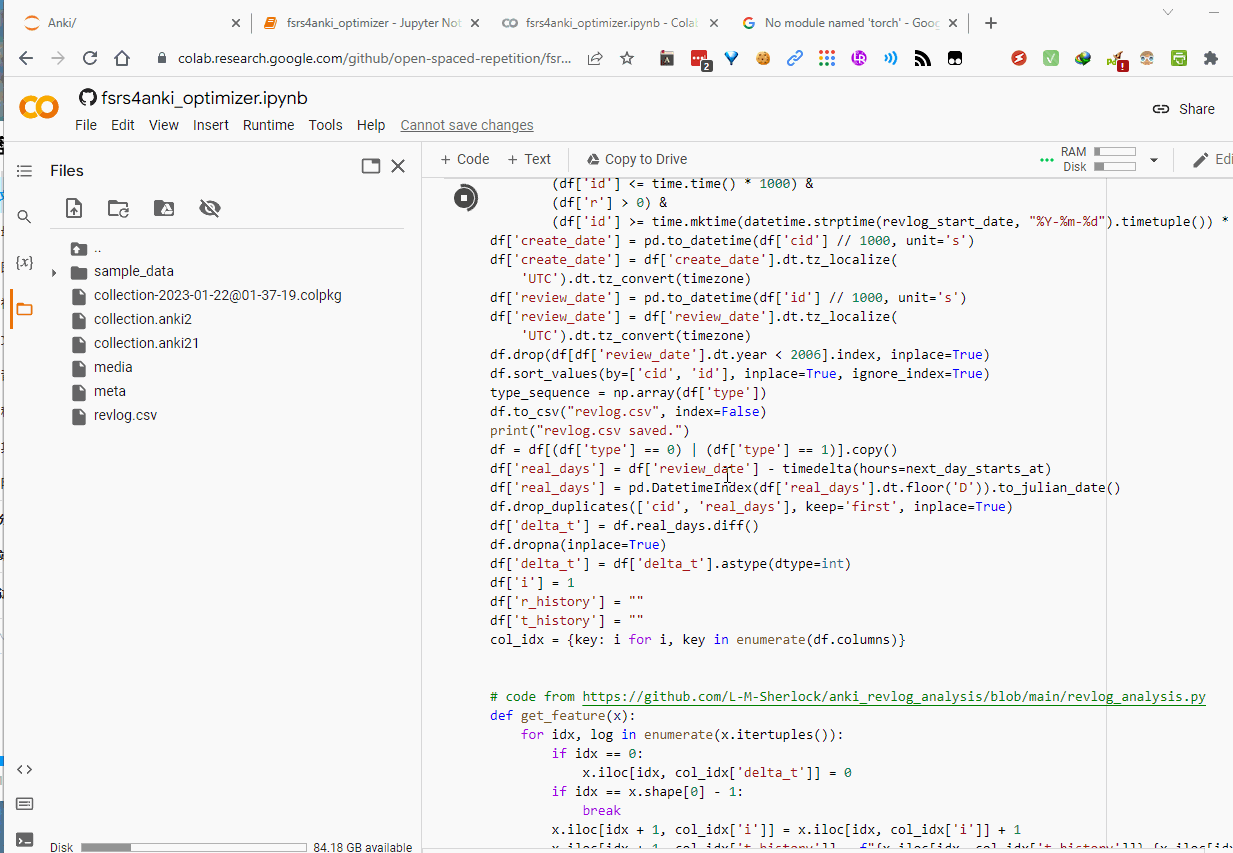 Anki/
fsrs4anki_optimizer - Jupyter Not
fsrs4anki_optimizer.ipynb - Cola
No module named 'torch' - Goog
colab.research.google.com/github/open-spaced-repetition/fsr...
2
1
fsrs4anki_optimizer.ipynb
File Edit View Insert Runtime Tools Help Cannot save changes
Share
Files
+ Code + Text Copy to Drive
RAM
Disk
Edi
..
sample_data
collection-2023-01-22@01-37-19.colpkg
collection.anki2
collection.anki21
media
meta
revlog.csv
{x}
Disk
84.18 GB available
(df['id'] <= time.time() * 1000) &
(df['r'] > 0) &
(df['id'] >= time.mktime(datetime.strptime(revlog_start_date, "%Y-%m-%d").timetuple()) *
df['create_date'] = pd.to_datetime(df['cid'] // 1000, unit='s')
df['create_date'] = df['create_date'].dt.tz_localize(
'UTC').dt.tz_convert(timezone)
df['review_date'] = pd.to_datetime(df['id'] // 1000, unit='s')
df['review_date'] = df['review_date'].dt.tz_localize(
'UTC').dt.tz_convert(timezone)
df.drop(df[df['review_date'].dt.year < 2006].index, inplace=True)
df.sort_values(by=['cid', 'id'], inplace=True, ignore_index=True)
type_sequence = np.array(df['type'])
df.to_csv("revlog.csv", index=False)
print("revlog.csv saved.")
df = df[(df['type'] == 0) | (df['type'] == 1)].copy()
df['real_days'] = df['review_date'] - timedelta(hours=next_day_starts_at)
df['real_days'] = pd.DatetimeIndex(df['real_days'].dt.floor('D')).to_julian_date()
df.drop_duplicates(['cid', 'real_days'], keep='first', inplace=True)
df['delta_t'] = df.real_days.diff()
df.dropna(inplace=True)
df['delta_t'] = df['delta_t'].astype(dtype=int)
df['i'] = 1
df['r_history'] = ""
df['t_history'] = ""
col_idx = {key: i for i, key in enumerate(df.columns)}
# code from https://github.com/L-M-Sherlock/anki_revlog_analysis/blob/main/revlog_analysis.py
def get_feature(x):
for idx, log in enumerate(x.itertuples()):
if idx == 0:
x.iloc[idx, col_idx['delta_t']] = 0
if idx == x.shape[0] - 1:
break
x.iloc[idx + 1, col_idx['i']] = x.iloc[idx, col_idx['i']] + 1